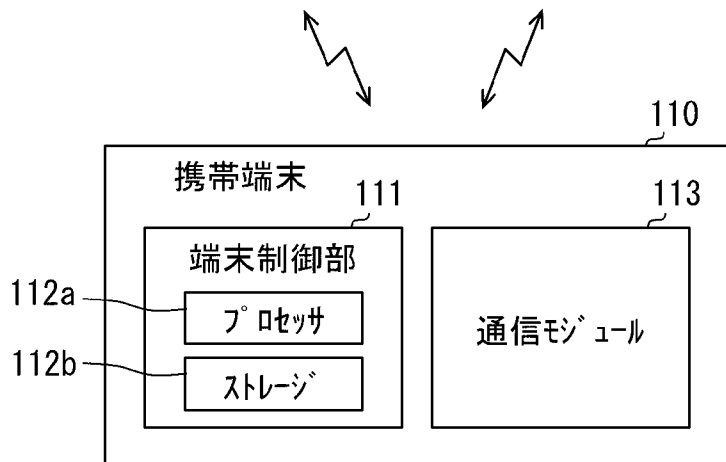 110
携帯端末
111
113
端末制御部
112a
プロセッサ
通信モジュール
112b
ストレージ